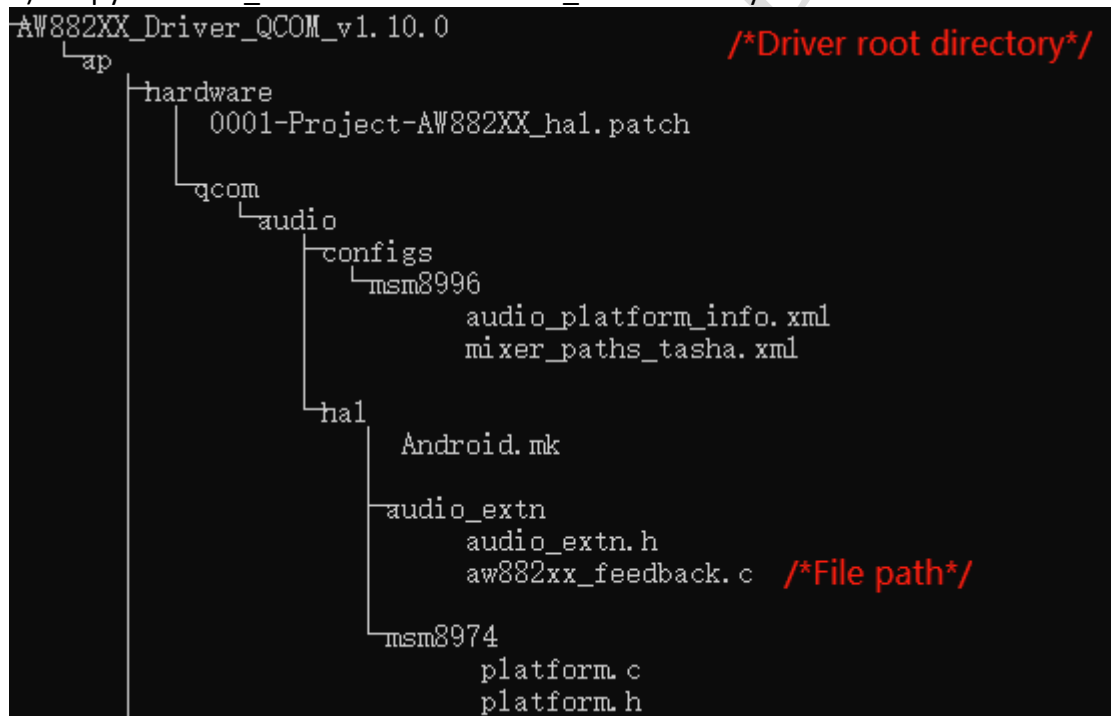 AW882XX_Driver_QCOM_v1.10.0 /*Driver root directory*/
ap
hardware
0001-Project-AW882XX_hal.patch
qcom
audio
configs
msm8996
audio_platform_info.xml
mixer_paths_tasha.xml
hal
Android.mk
audio_extn
audio_extn.h
aw882xx_feedback.c /*File path*/
msm8974
platform.c
platform.h